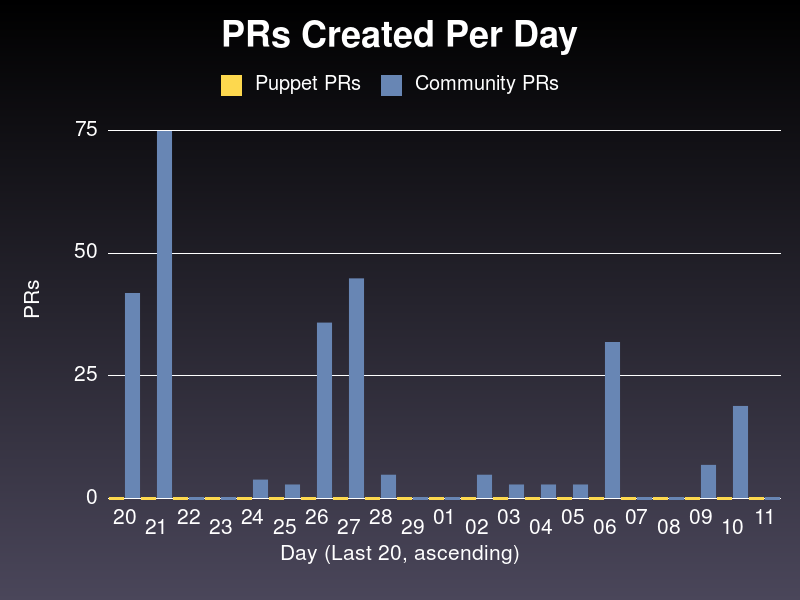 PRs Created Per Day
Puppet PRs Community PRs
75
50
25
0
PRs
20 21 22 23 24 25 26 27 28 29 01 02 03 04 05 06 07 08 09 10 11
Day (Last 20, ascending)